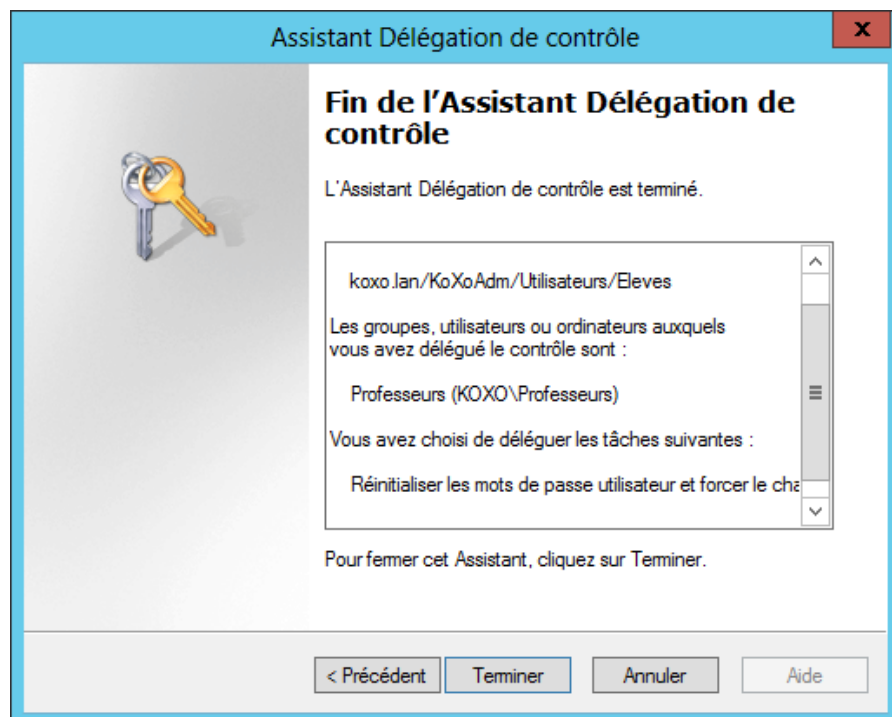 Assistant Délégation de contrôle
x
Fin de l'Assistant Délégation de
contrôle
L'Assistant Délégation de contrôle est terminé.
koxo.lan/KoXoAdm/Utilisateurs/Eleves
Les groupes, utilisateurs ou ordinateurs auxquels
vous avez délégué le contrôle sont :
Professeurs (KOXO\Professeurs)
Vous avez choisi de déléguer les tâches suivantes :
Réinitialiser les mots de passe utilisateur et forcer le cha
Pour fermer cet Assistant, cliquez sur Terminer.
< Précédent Terminer Annuler Aide